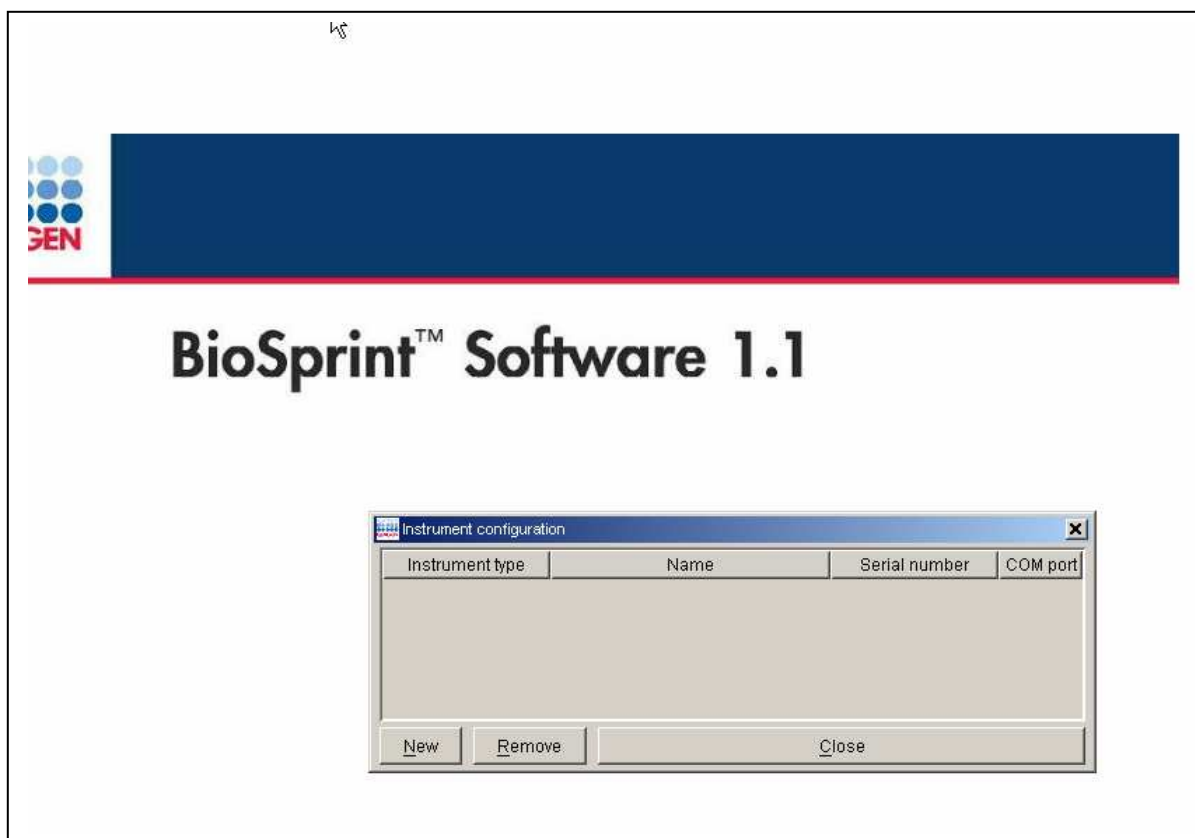 GEN
BioSprint™ Software 1.1
Instrument configuration
Instrument type Name Serial number COM port
New Remove Close